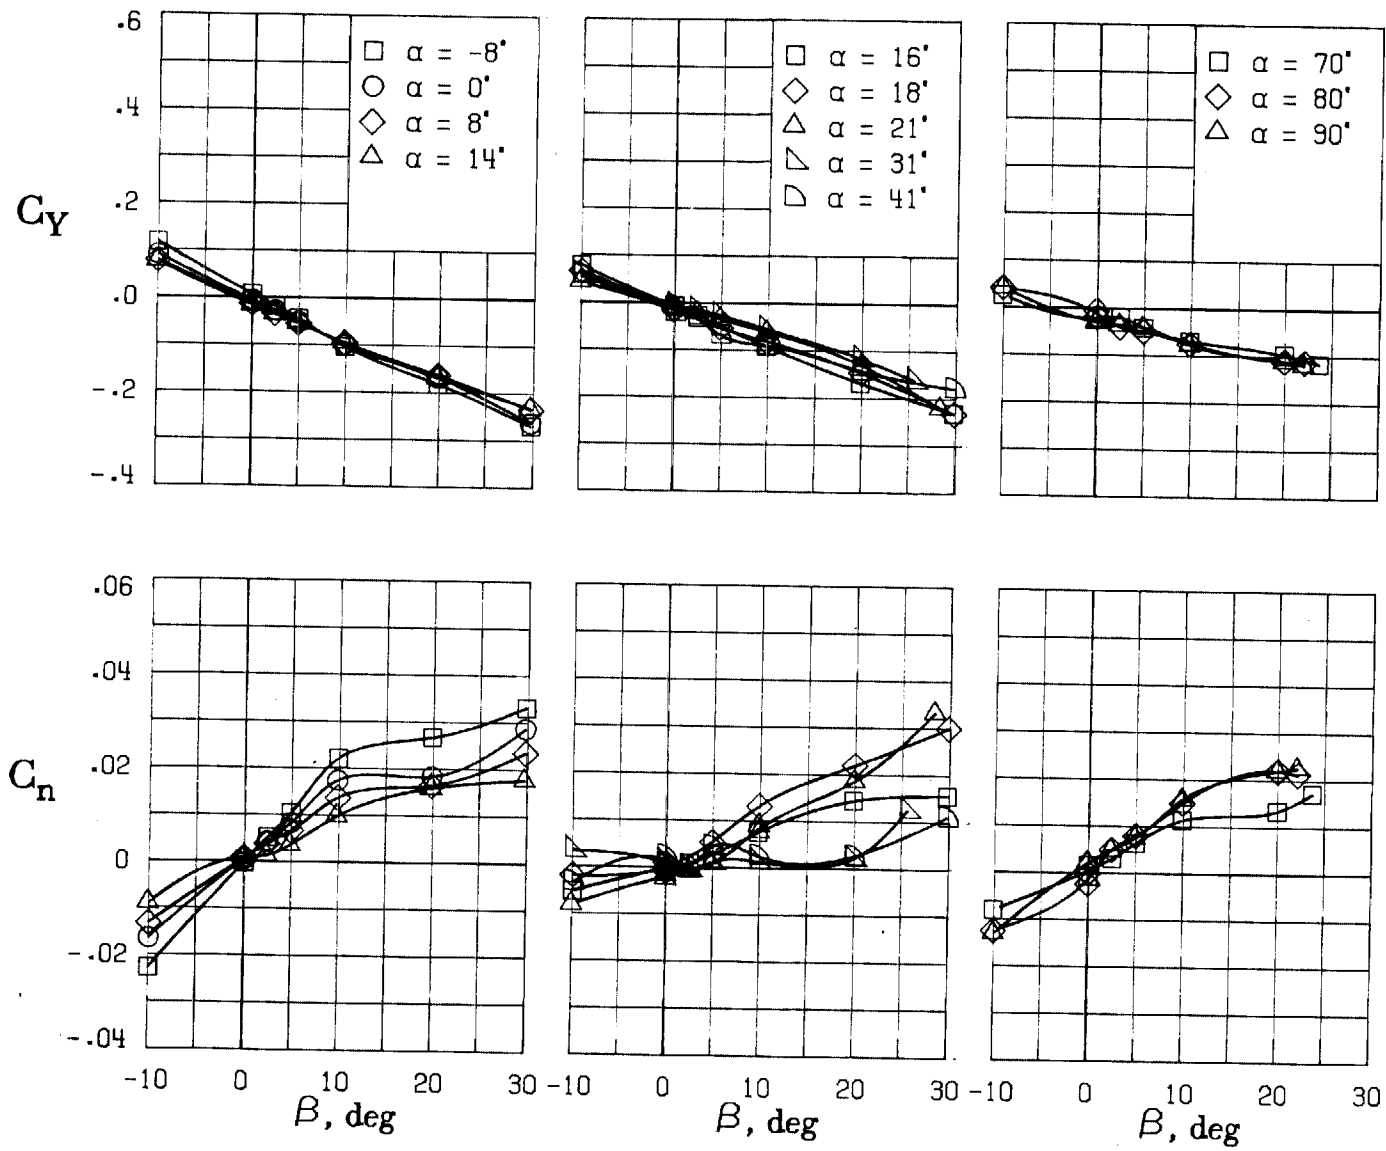 .6
.4
.2
.0
-.2
-.4
C_Y
α = -8°
α = 0°
α = 8°
α = 14°
α = 16°
α = 18°
α = 21°
α = 31°
α = 41°
α = 70°
α = 80°
α = 90°
.06
.04
.02
0
-.02
-.04
C_n
-10 0 10 20 30
β, deg
-10 0 10 20 30
β, deg
-10 0 10 20 30
β, deg